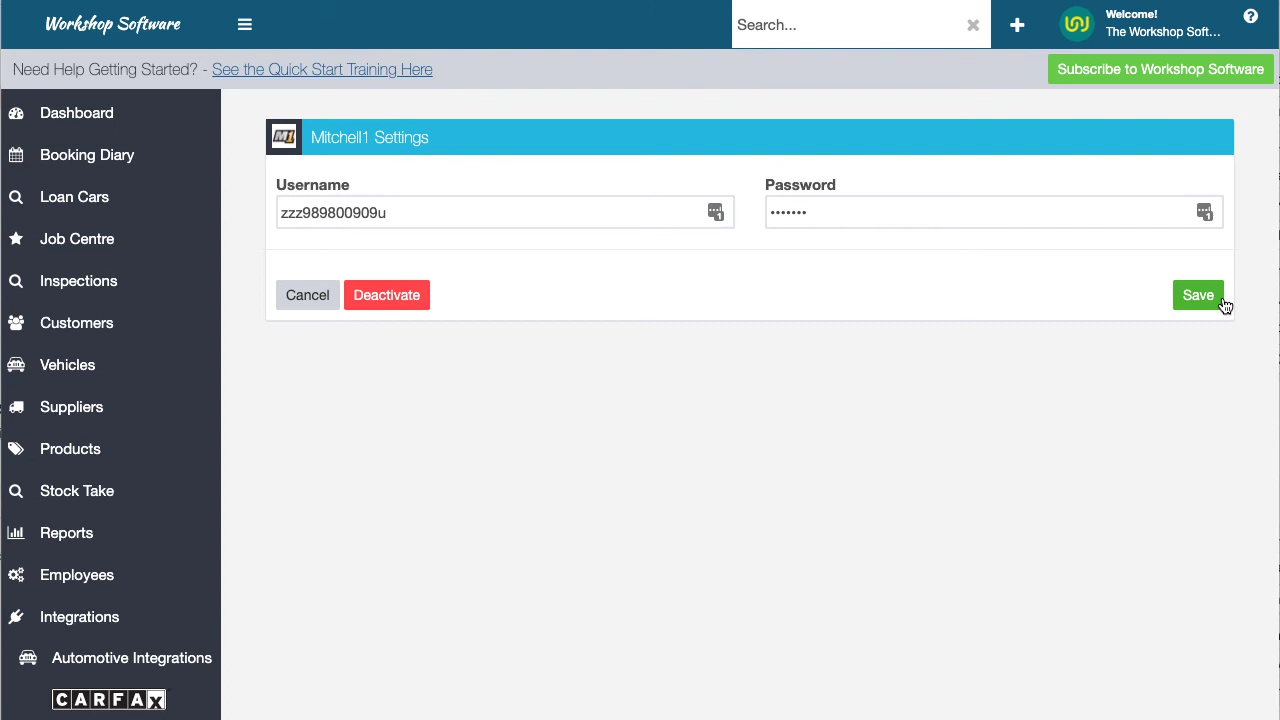 Workshop Software
Search...
Welcome!
The Workshop Soft...
Need Help Getting Started? - See the Quick Start Training Here
Subscribe to Workshop Software
Dashboard
Booking Diary
Loan Cars
Job Centre
Inspections
Customers
Vehicles
Suppliers
Products
Stock Take
Reports
Employees
Integrations
Automotive Integrations
CARFAX
M1 Mitchell1 Settings
Username
Password
zzz989800909u
•••••••
Cancel
Deactivate
Save